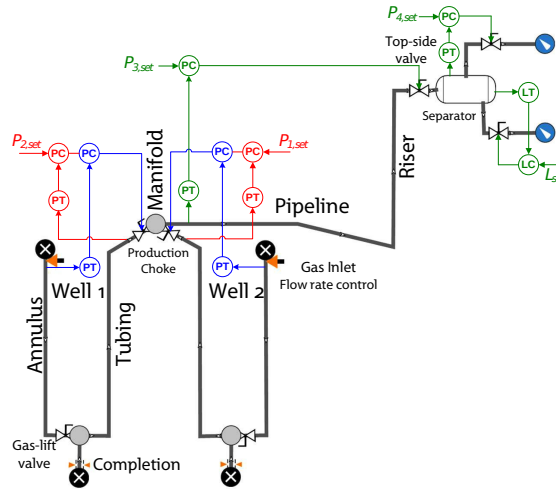 P4,set
PC
Top-side
valve
PT
P3,set
PC
LT
Separator
P2,set
PC
PC
PC
PC
P1,set
LC
Ls
Manifold
Riser
PT
PT
PT
Pipeline
Production
Choke
PT
Well 1
PT
Well 2
Gas Inlet
Flow rate control
Annulus
Tubing
Gas-lift
valve
Completion